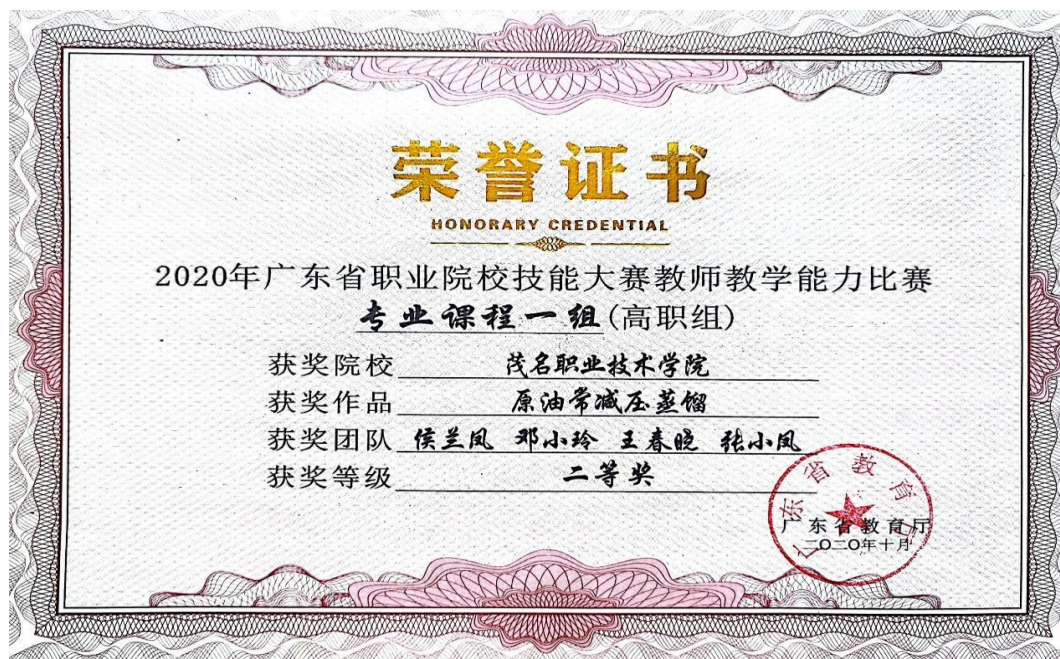 荣誉证书
HONORARY CREDENTIAL
2020年广东省职业院校技能大赛教师教学能力比赛
专业课程一组(高职组)
获奖院校 茂名职业技术学院
获奖作品 原油常减压蒸馏
获奖团队 侯兰凤 邓小玲 王春晓 张小凤
获奖等级 二等奖
广东省教育厅
广东省教育厅
二〇二〇年十月